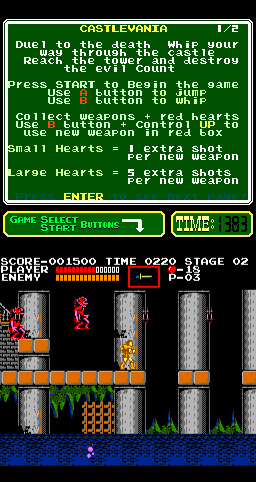 CASTLEVANIA 1/2
Duel to the death. Whip your
way through the castle
Reach the tower and destroy
the evil Count
Press START to Begin the game
Use A button to jump
Use B button to whip
Collect weapons + red hearts
Use B button + Control UP to
use new weapon in red box
Small Hearts = 1 extra shot
per new weapon
Large Hearts = 5 extra shots
per new weapon
ENTER
GAME SELECT
START BUTTONS
TIME: 1383
SCORE-001500 TIME 0220 STAGE 02
PLAYER -18
ENEMY P-03